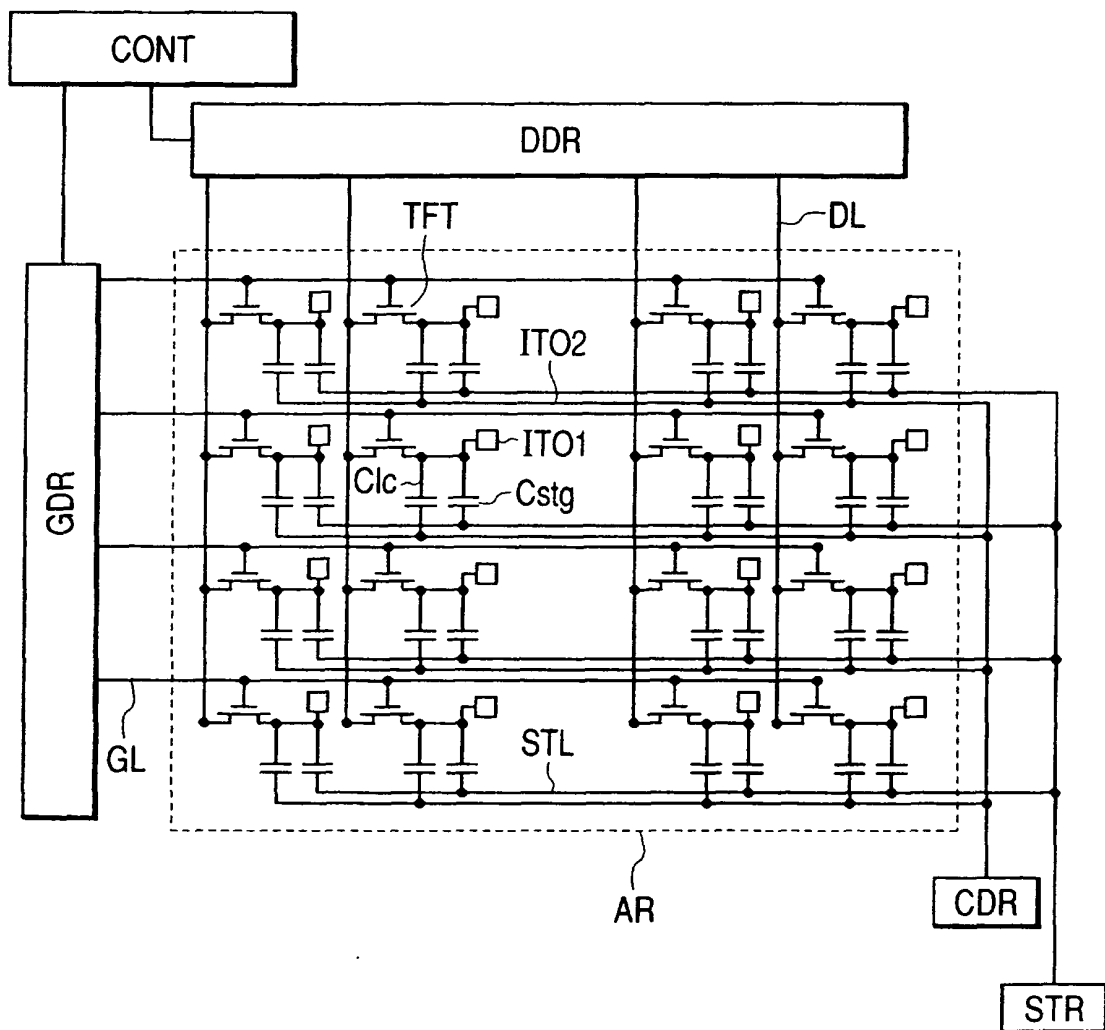 CONT
DDR
TFT
DL
ITO2
GDR
ITO1
Clc
Cstg
GL
STL
AR
CDR
STR